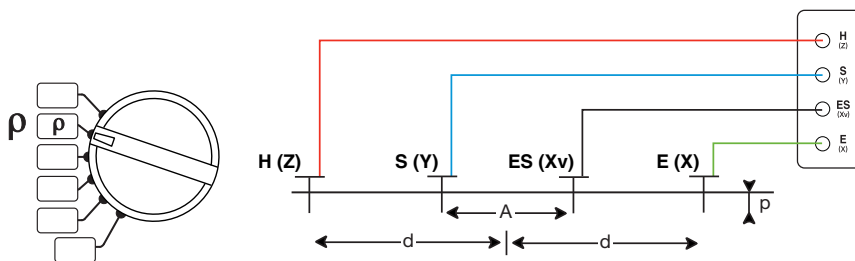 ρ
ρ
H (Z)
S (Y)
ES (Xv)
E (X)
H
(Z)
S
(Y)
ES
(Xv)
E
(X)
p
A
d
d